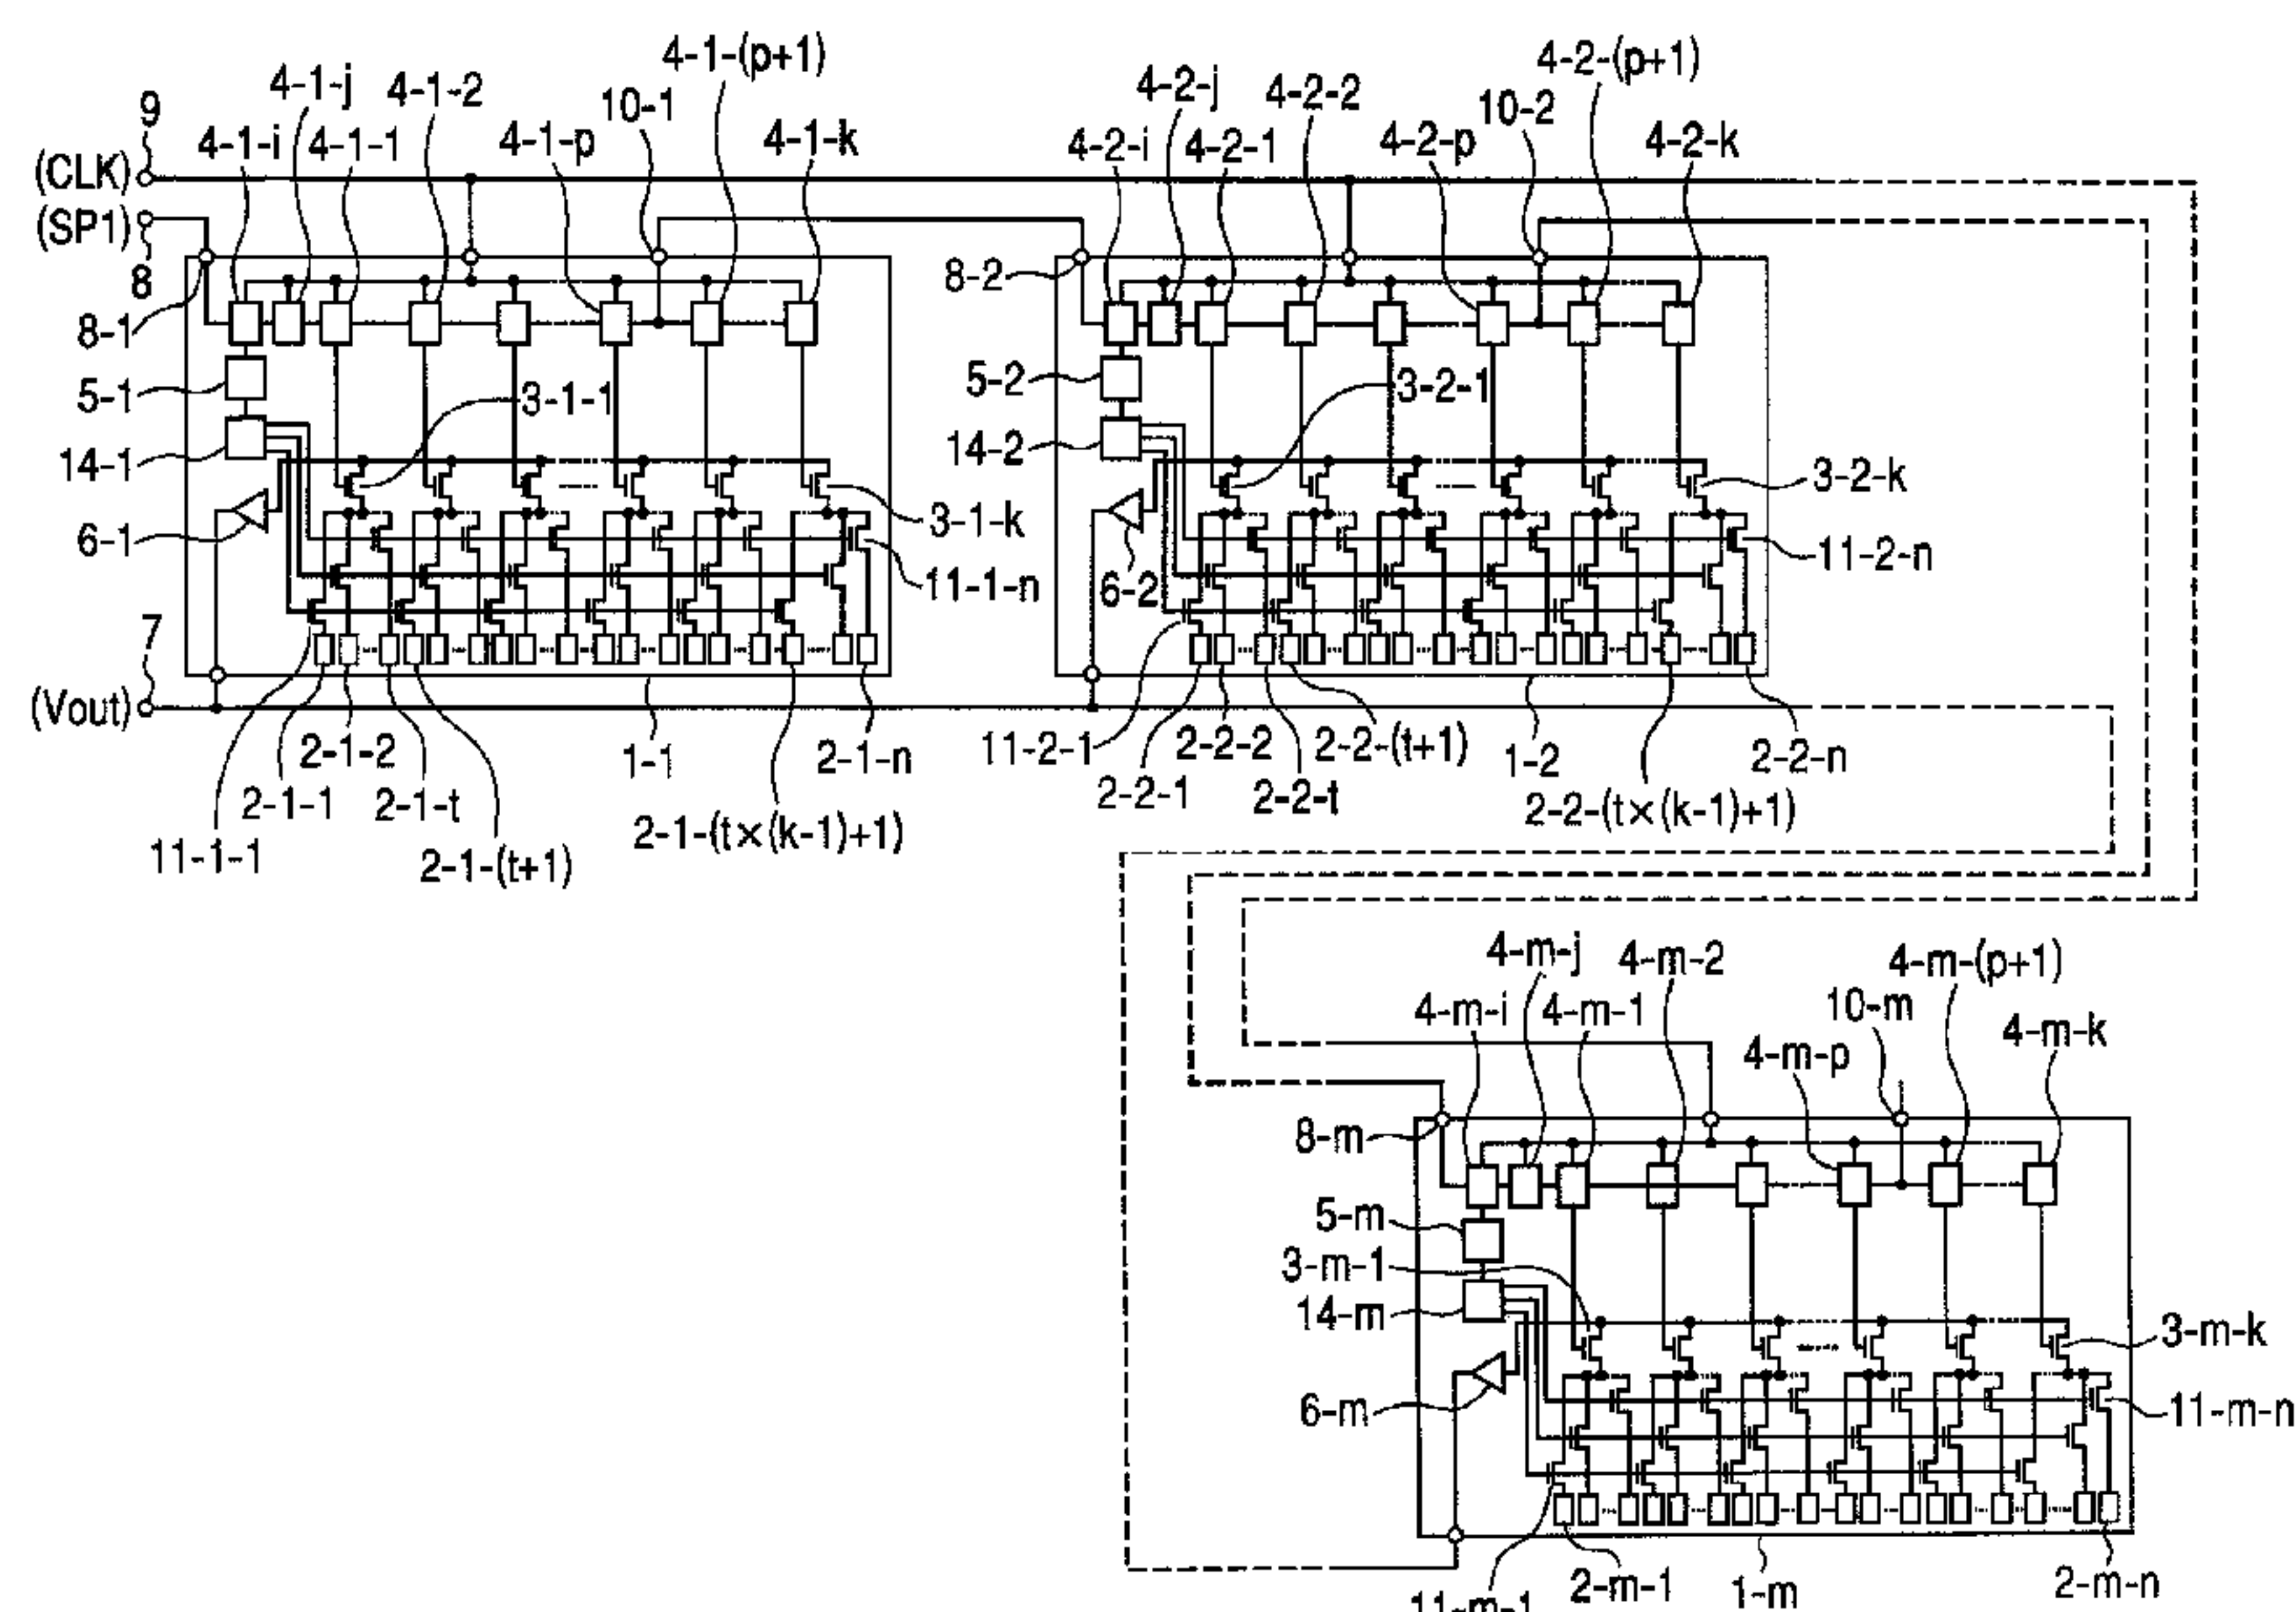 4-1-(p+1)
4-2-(p+1)
4-1-j
4-1-2
10-1
4-2-j
4-2-2
10-2
9
4-1-i
4-1-1
4-1-p
4-1-k
4-2-i
4-2-1
4-2-p
4-2-k
(CLK)
(SP1)
8
8-1
8-2
5-1
3-1-1
5-2
3-2-1
14-1
14-2
3-1-k
3-2-k
6-1
11-1-n
6-2
11-2-n
7
(Vout)
2-1-2
1-1
2-1-n
11-2-1
2-2-2
2-2-(t+1)
1-2
2-2-n
2-1-1
2-1-t
2-1-(t×(k-1)+1)
2-2-1
2-2-t
2-2-(t×(k-1)+1)
11-1-1
2-1-(t+1)
4-m-j
4-m-2
4-m-(p+1)
4-m-i
4-m-1
10-m
4-m-p
4-m-k
8-m
5-m
3-m-1
14-m
3-m-k
6-m
11-m-n
11-m-1
2-m-1
1-m
2-m-n